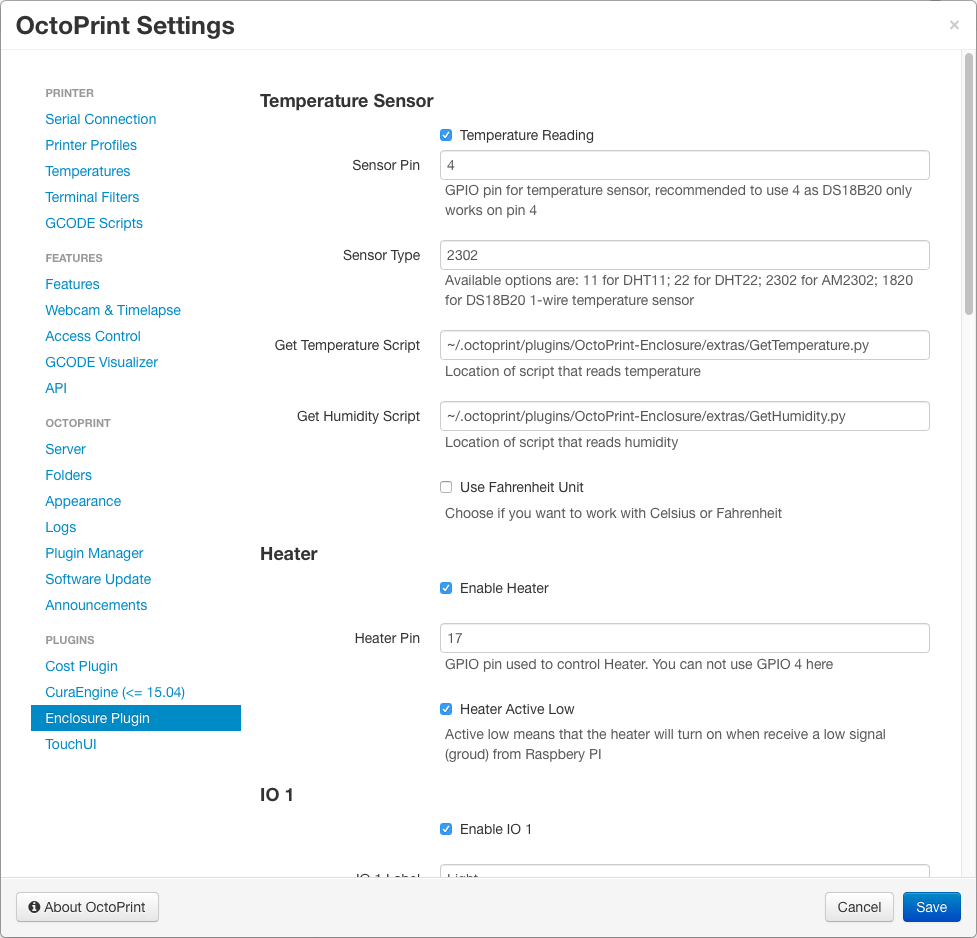 OctoPrint Settings
×
PRINTER
Serial Connection
Printer Profiles
Temperatures
Terminal Filters
GCODE Scripts
FEATURES
Features
Webcam & Timelapse
Access Control
GCODE Visualizer
API
OCTOPRINT
Server
Folders
Appearance
Logs
Plugin Manager
Software Update
Announcements
PLUGINS
Cost Plugin
CuraEngine (<= 15.04)
Enclosure Plugin
TouchUI
Temperature Sensor
Temperature Reading
Sensor Pin
4
GPIO pin for temperature sensor, recommended to use 4 as DS18B20 only
works on pin 4
Sensor Type
2302
Available options are: 11 for DHT11; 22 for DHT22; 2302 for AM2302; 1820
for DS18B20 1-wire temperature sensor
Get Temperature Script
~/.octoprint/plugins/OctoPrint-Enclosure/extras/GetTemperature.py
Location of script that reads temperature
Get Humidity Script
~/.octoprint/plugins/OctoPrint-Enclosure/extras/GetHumidity.py
Location of script that reads humidity
Use Fahrenheit Unit
Choose if you want to work with Celsius or Fahrenheit
Heater
Enable Heater
Heater Pin
17
GPIO pin used to control Heater. You can not use GPIO 4 here
Heater Active Low
Active low means that the heater will turn on when receive a low signal
(groud) from Raspbery PI
IO 1
Enable IO 1
IO 1 Label
Light
About OctoPrint
Cancel
Save